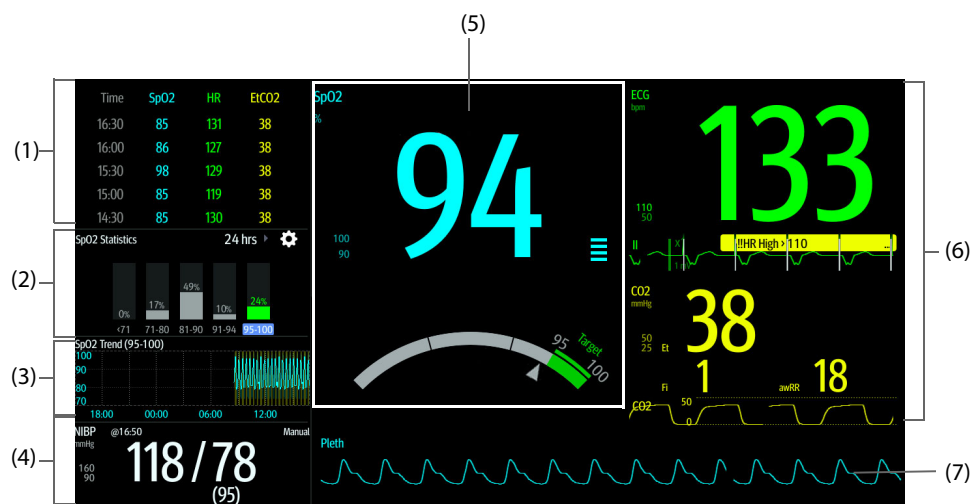 (5)
(1)
Time SpO2 HR EtCO2
16:30 85 131 38
16:00 86 127 38
15:30 98 129 38
15:00 85 119 38
14:30 85 130 38
(2)
SpO2 Statistics 24 hrs
0% 17% 49% 10% 24%
<71 71-80 81-90 91-94 95-100
(3)
SpO2 Trend (95-100)
100
90
80
70
18:00 00:00 06:00 12:00
(4)
NIBP @16:50 Manual
mmHg
160
90
118 / 78
(95)
SpO2
%
94
100
90
95 Target 100
ECG
bpm
133
110
50
II X1
1 mV
!!HR High > 110 ...
(6)
CO2
mmHg
38
50
25 Et
Fi 1 awRR 18
CO2 50
0
Pleth
(7)